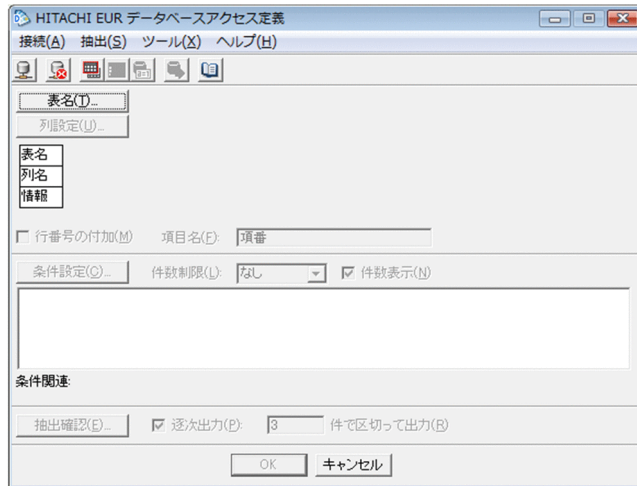 HITACHI EUR データベースアクセス定義
接続(A) 抽出(S) ツール(X) ヘルプ(H)
表名(T)...
列設定(U)...
表名
列名
情報
行番号の付加(M) 項目名(F): 項番
条件設定(C)... 件数制限(L): なし 件数表示(N)
条件関連:
抽出確認(E)... 逐次出力(P): 3 件で区切って出力(R)
OK キャンセル